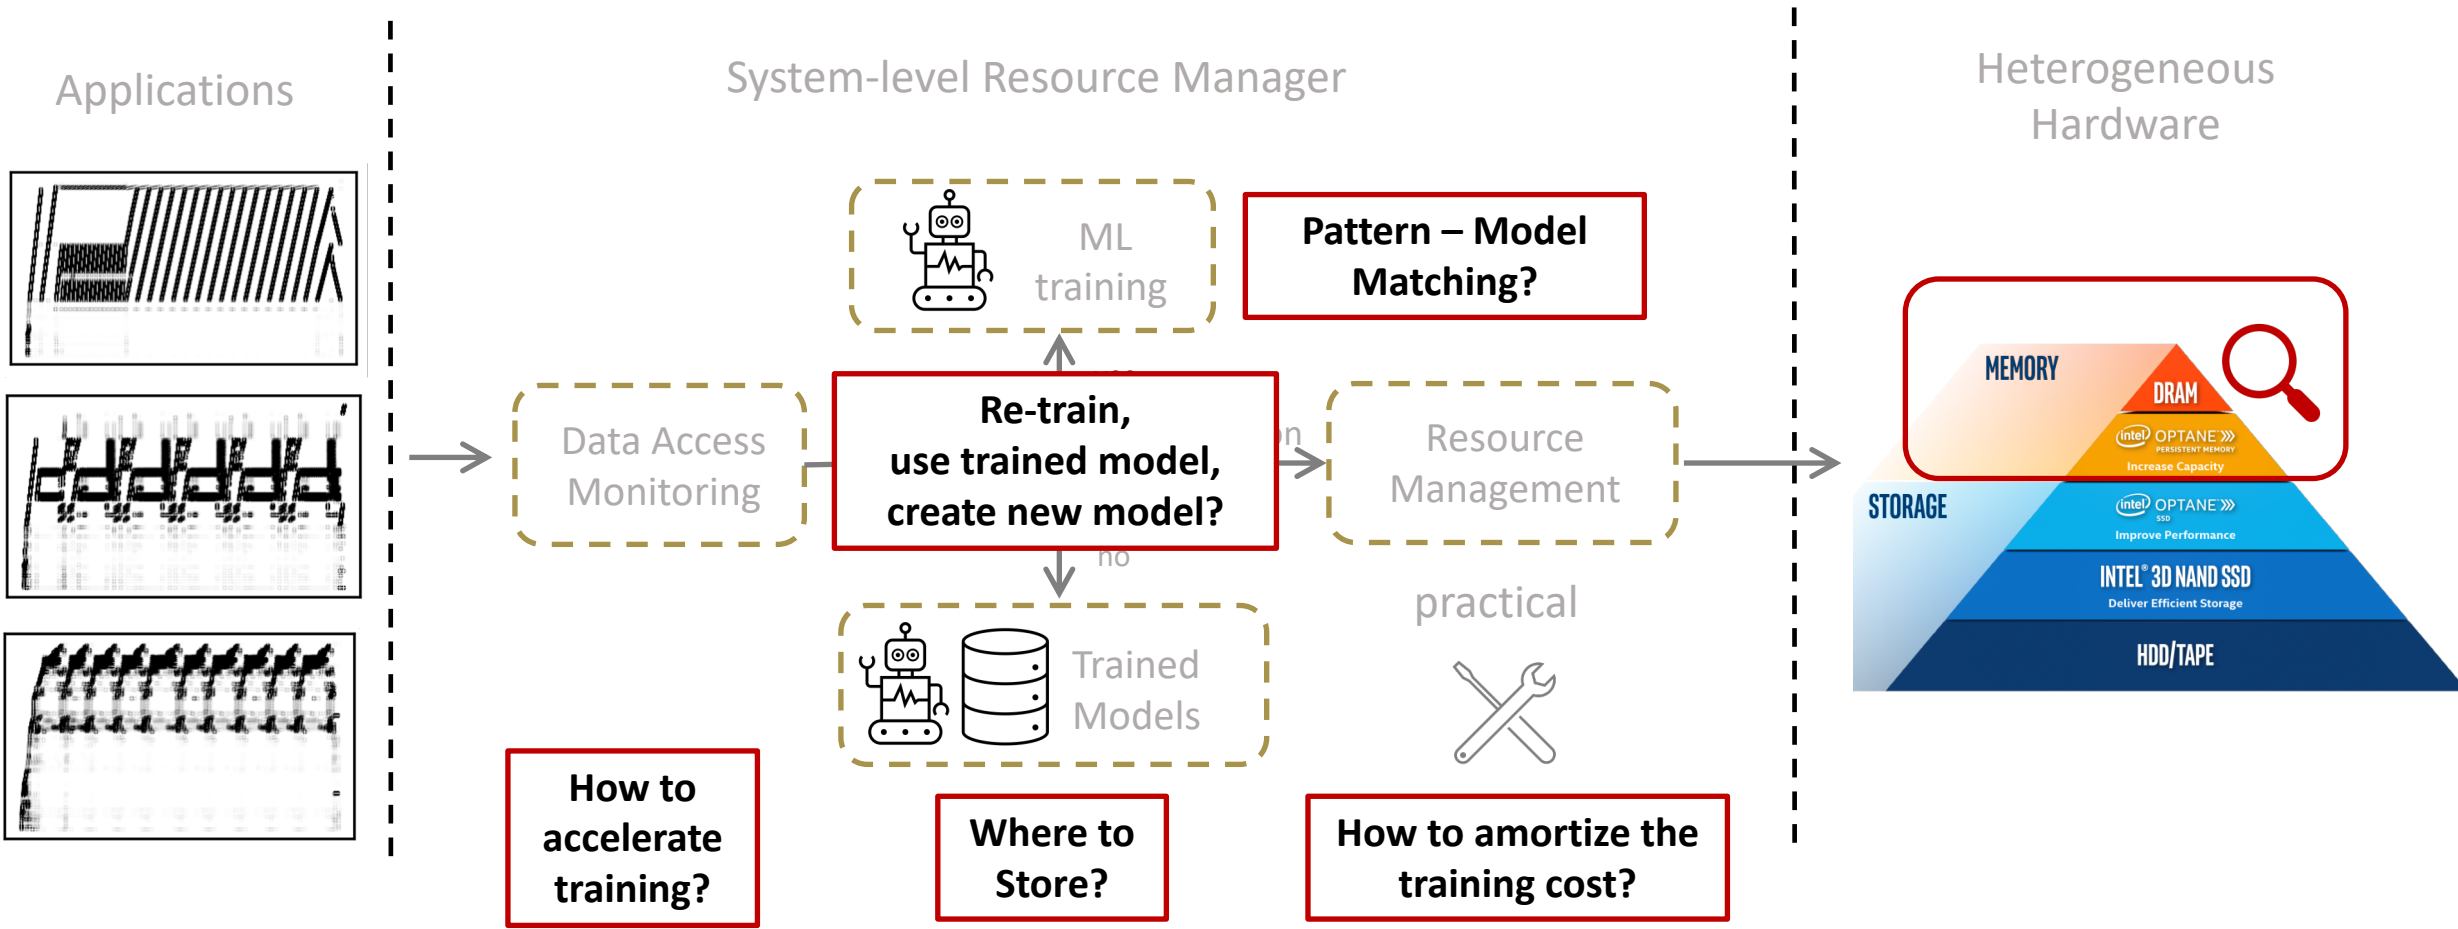 Applications
System-level Resource Manager
Heterogeneous
Hardware
ML
training
Pattern – Model
Matching?
Data Access
Monitoring
Re-train,
use trained model,
create new model?
on
no
Resource
Management
practical
Trained
Models
How to
accelerate
training?
Where to
Store?
How to amortize the
training cost?
MEMORY
DRAM
intel OPTANE
PERSISTENT MEMORY
Increase Capacity
STORAGE
intel OPTANE
SSD
Improve Performance
INTEL® 3D NAND SSD
Deliver Efficient Storage
HDD/TAPE